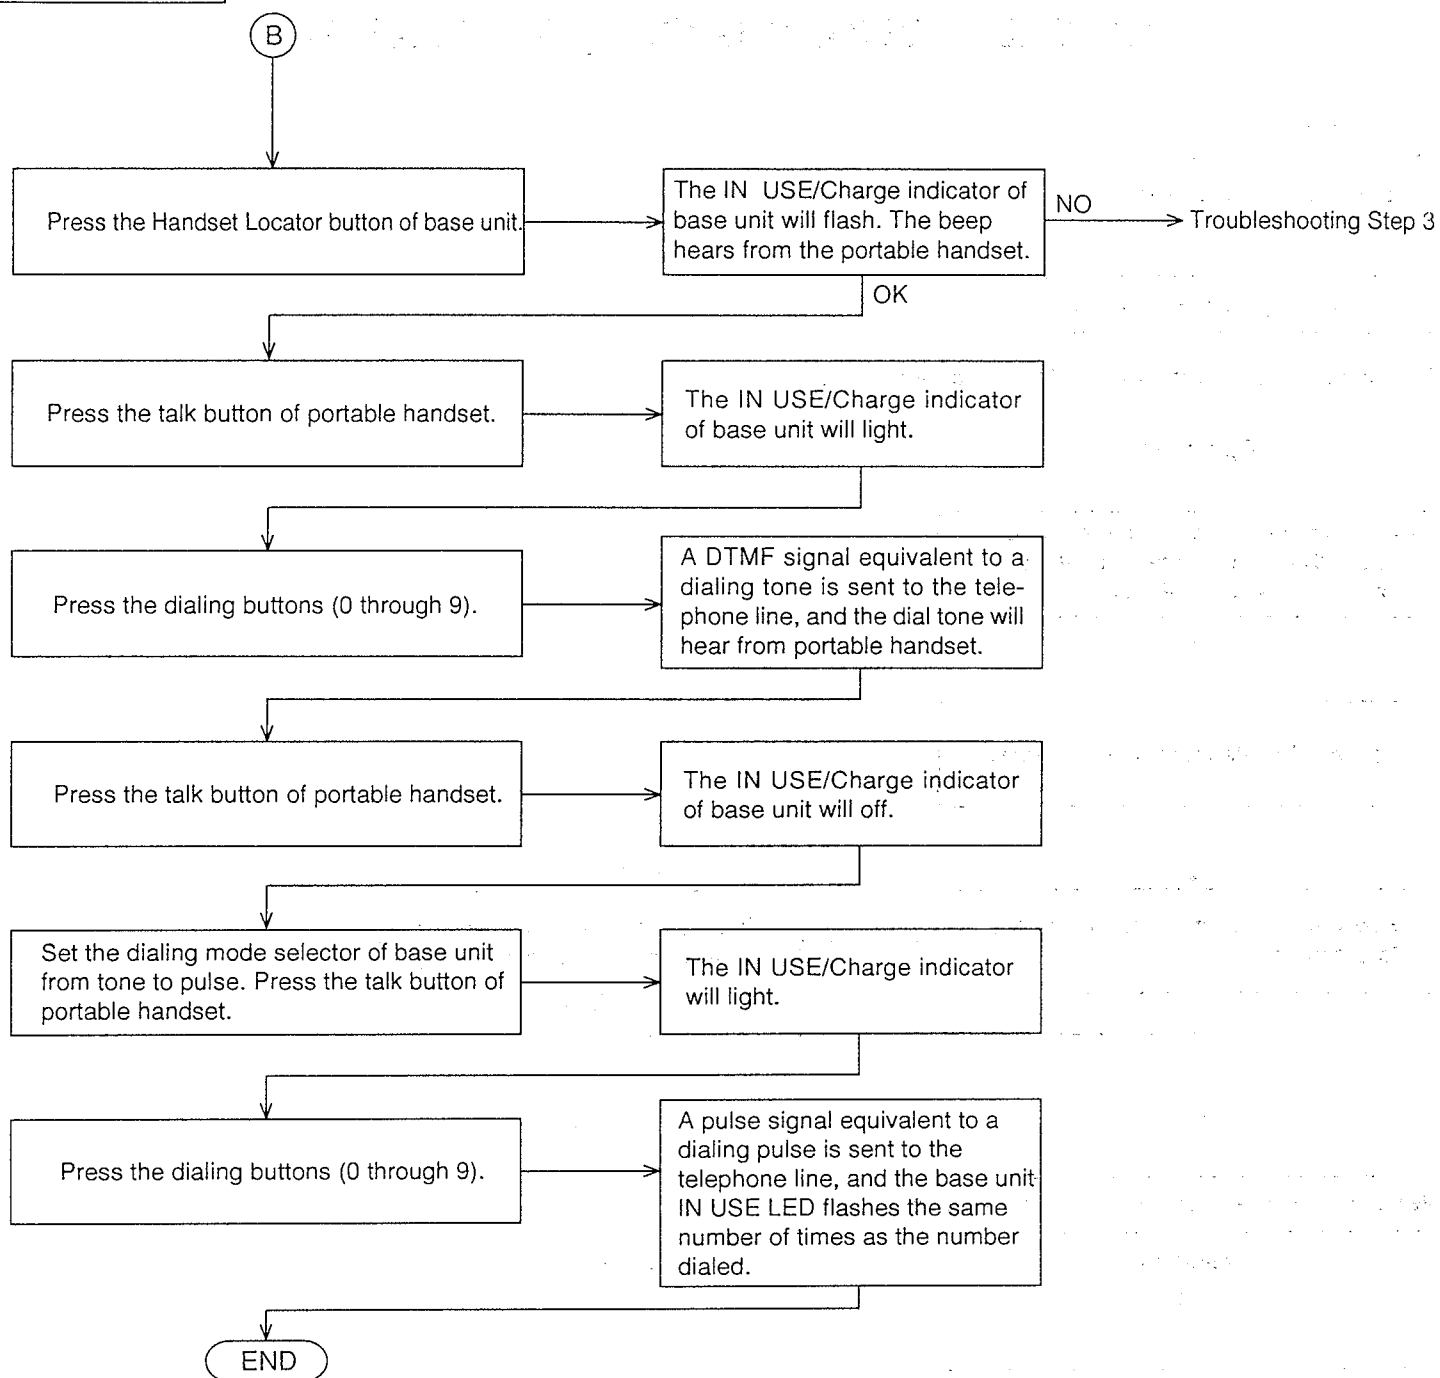 B
Press the Handset Locator button of base unit.
The IN USE/Charge indicator of
base unit will flash. The beep
hears from the portable handset.
NO
Troubleshooting Step 3
OK
Press the talk button of portable handset.
The IN USE/Charge indicator
of base unit will light.
Press the dialing buttons (0 through 9).
A DTMF signal equivalent to a
dialing tone is sent to the tele-
phone line, and the dial tone will
hear from portable handset.
Press the talk button of portable handset.
The IN USE/Charge indicator
of base unit will off.
Set the dialing mode selector of base unit
from tone to pulse. Press the talk button of
portable handset.
The IN USE/Charge indicator
will light.
Press the dialing buttons (0 through 9).
A pulse signal equivalent to a
dialing pulse is sent to the
telephone line, and the base unit
IN USE LED flashes the same
number of times as the number
dialed.
END